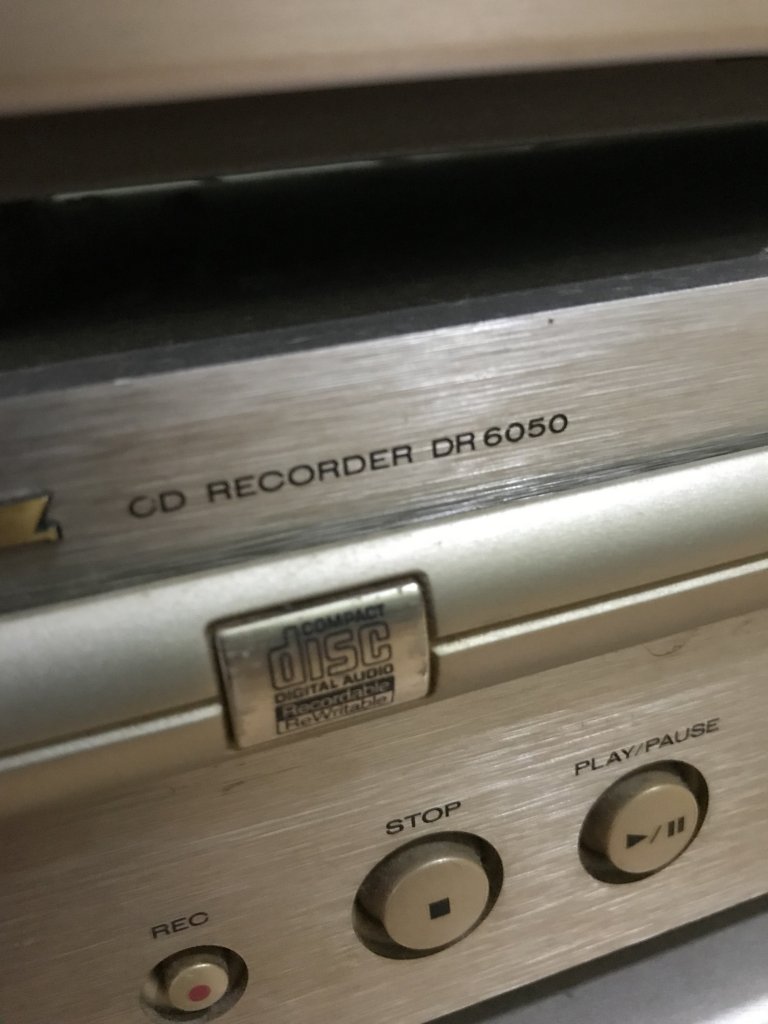 CD RECORDER DR6050
COMPACT
disc
DIGITAL AUDIO
Recordable
ReWritable
PLAY/PAUSE
STOP
REC